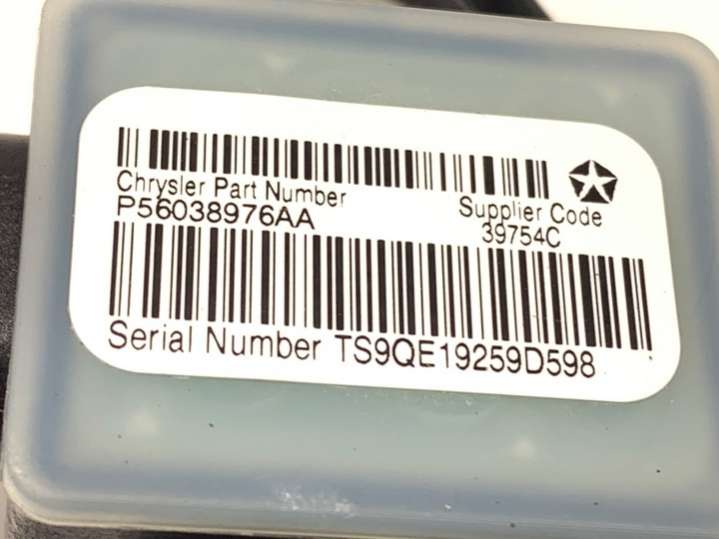 Chrysler Part Number
P56038976AA
Supplier Code
39754C
Serial Number TS9QE19259D598